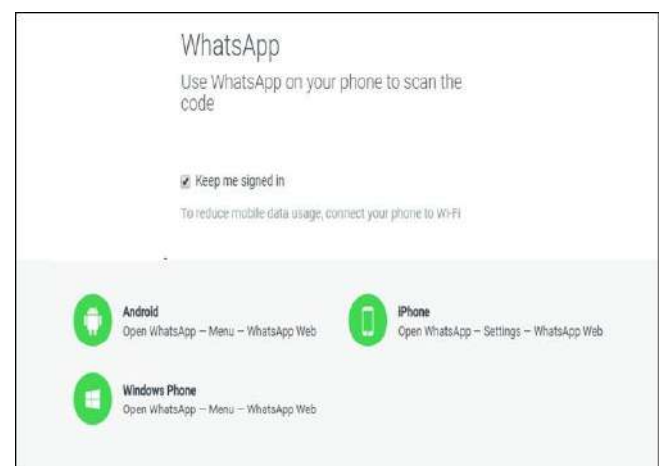 WhatsApp
Use WhatsApp on your phone to scan the
code
Keep me signed in
To reduce mobile data usage, connect your phone to Wi-Fi
Android
Open WhatsApp – Menu – WhatsApp Web
iPhone
Open WhatsApp – Settings – WhatsApp Web
Windows Phone
Open WhatsApp – Menu – WhatsApp Web